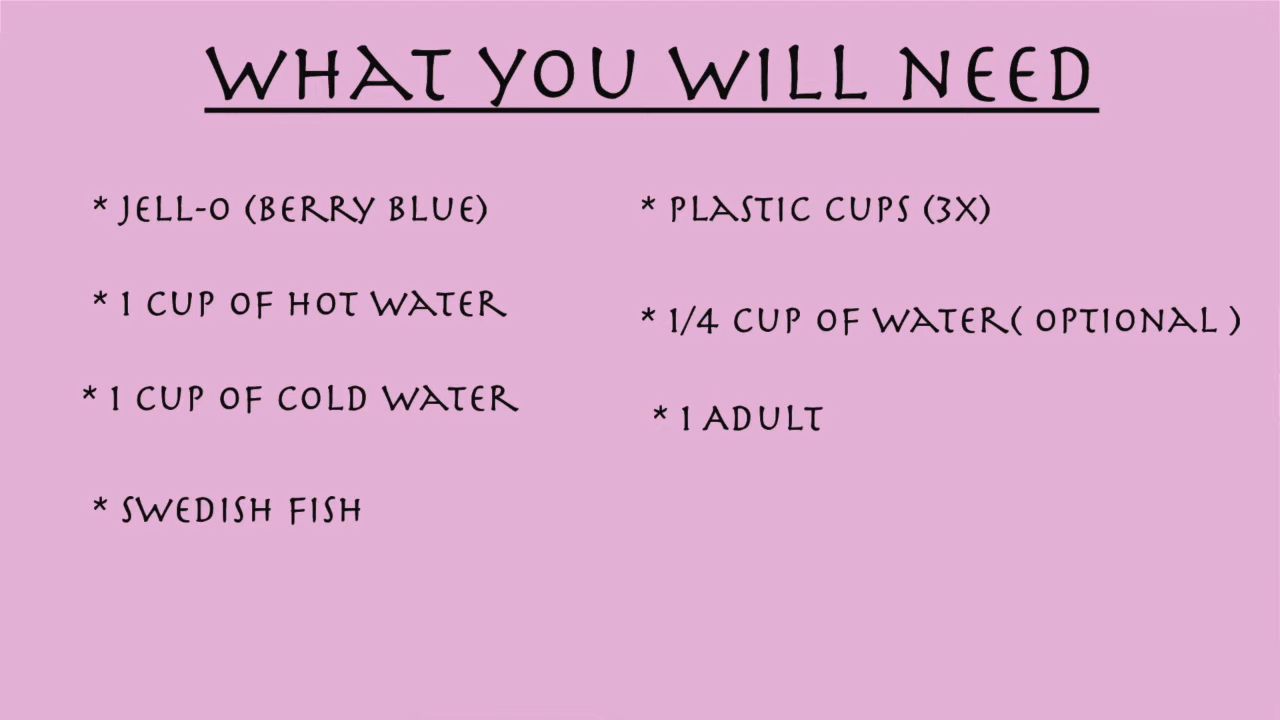 WHAT YOU WILL NEED
* JELL-O (BERRY BLUE)
* 1 CUP OF HOT WATER
* 1 CUP OF COLD WATER
* SWEDISH FISH
* PLASTIC CUPS (3X)
* 1/4 CUP OF WATER( OPTIONAL )
* 1 ADULT